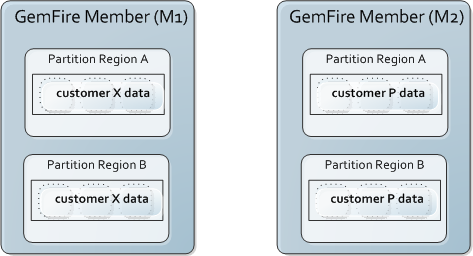 GemFire Member (M1)
Partition Region A
customer X data
Partition Region B
customer X data
GemFire Member (M2)
Partition Region A
customer P data
Partition Region B
customer P data